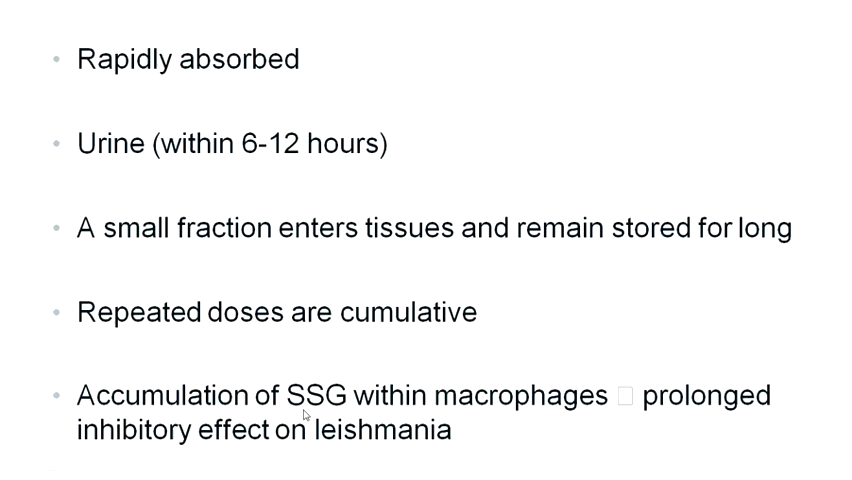 • Rapidly absorbed
• Urine (within 6-12 hours)
• A small fraction enters tissues and remain stored for long
• Repeated doses are cumulative
• Accumulation of SSG within macrophages □ prolonged
inhibitory effect on leishmania